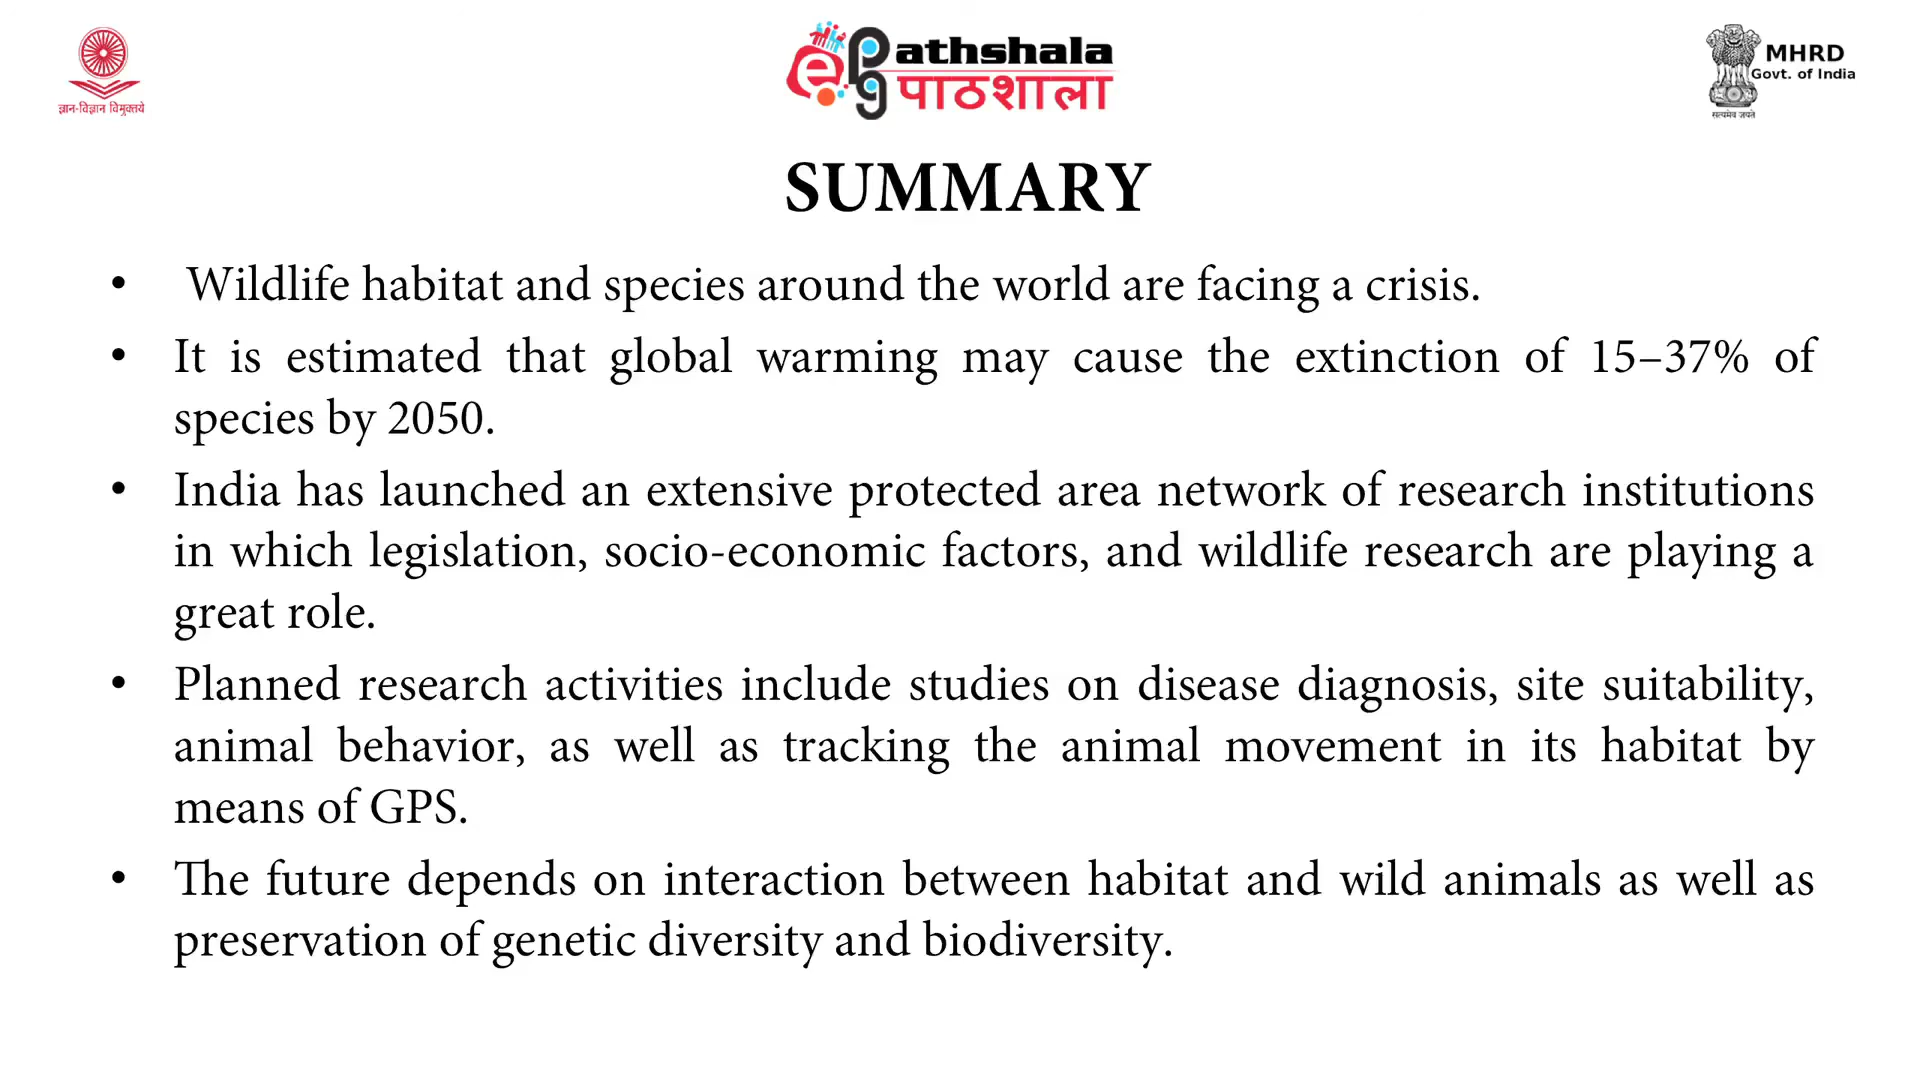 ज्ञान-विज्ञान विमुक्तये
e Pg athshala
पाठशाला
सत्यमेव जयते
MHRD
Govt. of India
SUMMARY
• Wildlife habitat and species around the world are facing a crisis.
• It is estimated that global warming may cause the extinction of 15–37% of
species by 2050.
• India has launched an extensive protected area network of research institutions
in which legislation, socio-economic factors, and wildlife research are playing a
great role.
• Planned research activities include studies on disease diagnosis, site suitability,
animal behavior, as well as tracking the animal movement in its habitat by
means of GPS.
• The future depends on interaction between habitat and wild animals as well as
preservation of genetic diversity and biodiversity.